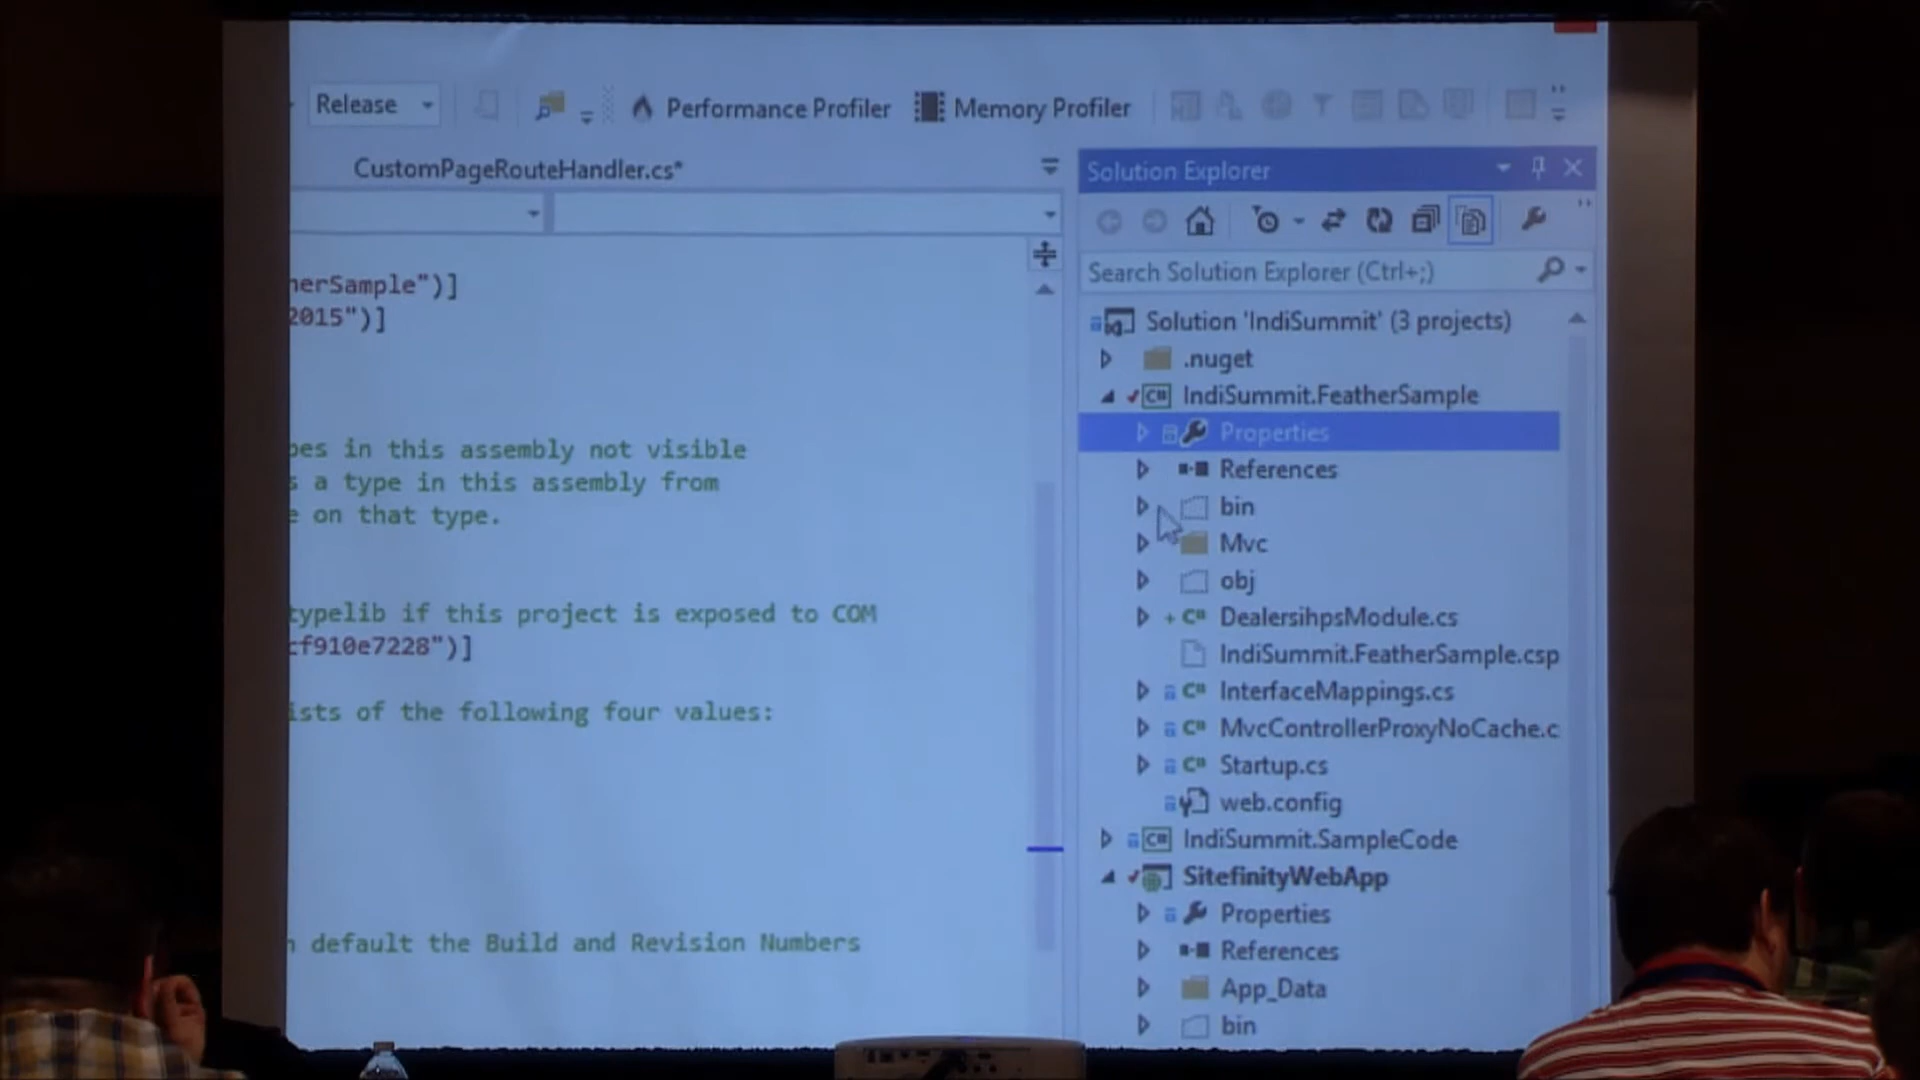 Release
Performance Profiler
Memory Profiler
CustomPageRouteHandler.cs*
herSample")]
2015")]
pes in this assembly not visible
s a type in this assembly from
e on that type.
typelib if this project is exposed to COM
cf910e7228")]
ists of the following four values:
n default the Build and Revision Numbers
Solution Explorer
Search Solution Explorer (Ctrl+;)
Solution 'IndiSummit' (3 projects)
.nuget
IndiSummit.FeatherSample
Properties
References
bin
Mvc
obj
DealersihpsModule.cs
IndiSummit.FeatherSample.csp
InterfaceMappings.cs
MvcControllerProxyNoCache.c
Startup.cs
web.config
IndiSummit.SampleCode
SitefinityWebApp
Properties
References
App_Data
bin